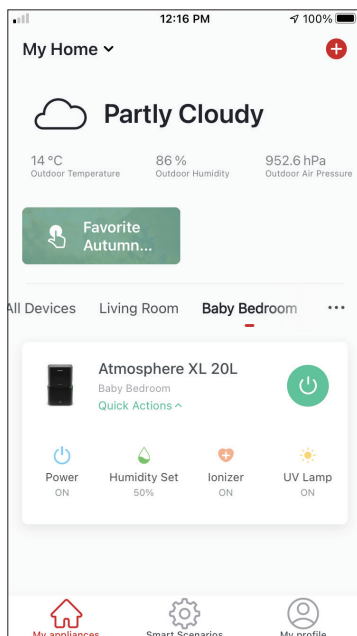 12:16 PM
100%
My Home
Partly Cloudy
14 °C
86 %
952.6 hPa
Outdoor Temperature
Outdoor Humidity
Outdoor Air Pressure
Favorite
Autumn...
All Devices
Living Room
Baby Bedroom
Atmosphere XL 20L
Baby Bedroom
Quick Actions
Power
Humidity Set
Ionizer
UV Lamp
ON
50%
ON
ON
My appliances
Smart Scenarios
My profile